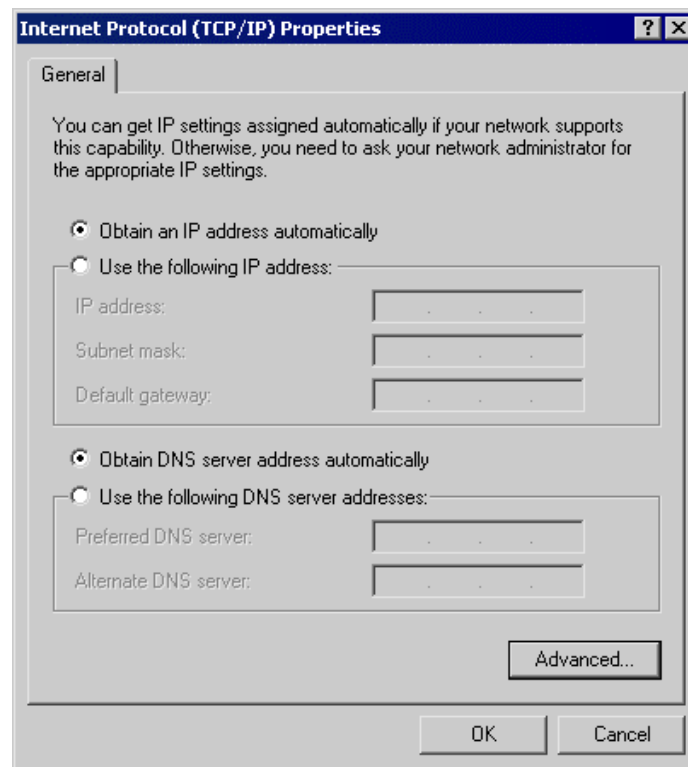 Internet Protocol (TCP/IP) Properties
General
You can get IP settings assigned automatically if your network supports
this capability. Otherwise, you need to ask your network administrator for
the appropriate IP settings.
Obtain an IP address automatically
Use the following IP address:
IP address:
Subnet mask:
Default gateway:
Obtain DNS server address automatically
Use the following DNS server addresses:
Preferred DNS server:
Alternate DNS server:
Advanced...
OK Cancel